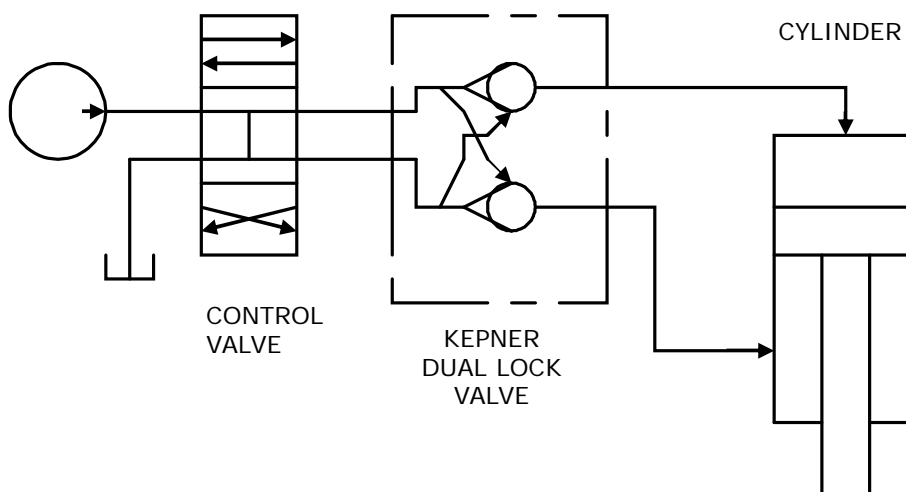 CYLINDER
CONTROL
VALVE
KEPNER
DUAL LOCK
VALVE